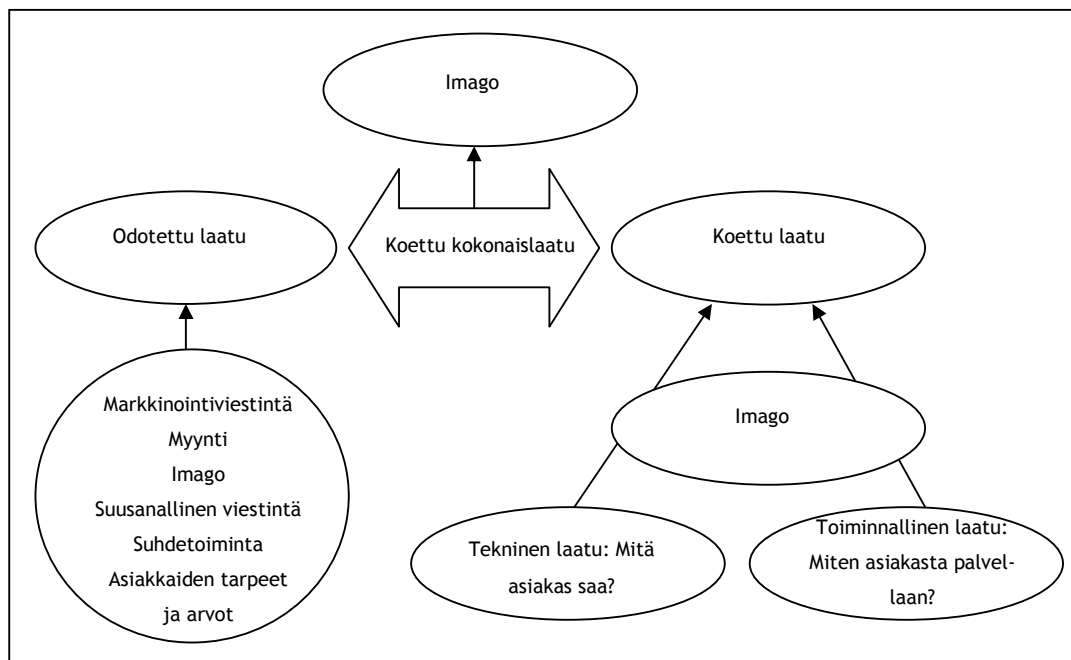 Imago
Odotettu laatu
Koettu kokonaislaatu
Koettu laatu
Markkinointiviestintä
Myynti
Imago
Suusanallinen viestintä
Suhdetoiminta
Asiakkaiden tarpeet
ja arvot
Imago
Tekninen laatu: Mitä
asiakas saa?
Toiminnallinen laatu:
Miten asiakasta palvel-
laan?